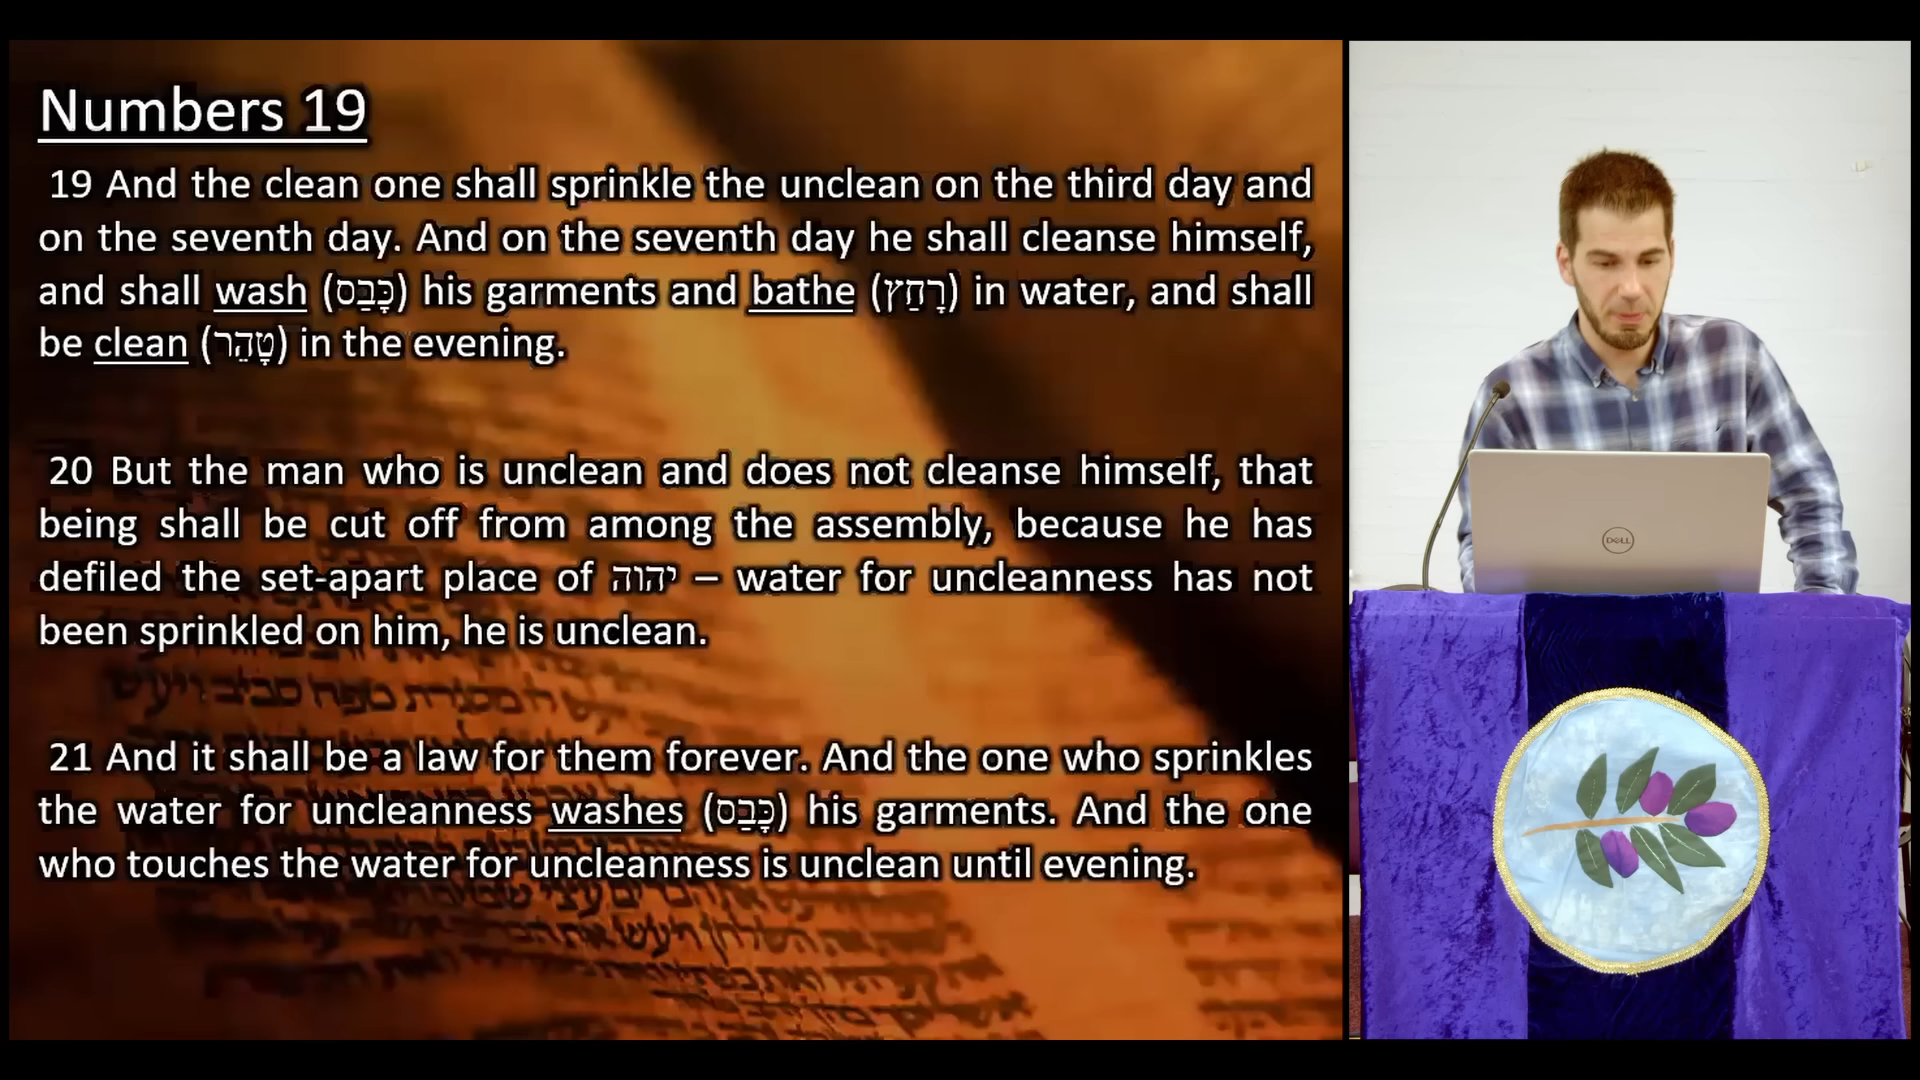 Numbers 19
19 And the clean one shall sprinkle the unclean on the third day and
on the seventh day. And on the seventh day he shall cleanse himself,
and shall wash (כָּבַס) his garments and bathe (רָחַץ) in water, and shall
be clean (טָהֵר) in the evening.
20 But the man who is unclean and does not cleanse himself, that
being shall be cut off from among the assembly, because he has
defiled the set-apart place of יהוה – water for uncleanness has not
been sprinkled on him, he is unclean.
21 And it shall be a law for them forever. And the one who sprinkles
the water for uncleanness washes (כָּבַס) his garments. And the one
who touches the water for uncleanness is unclean until evening.
DELL